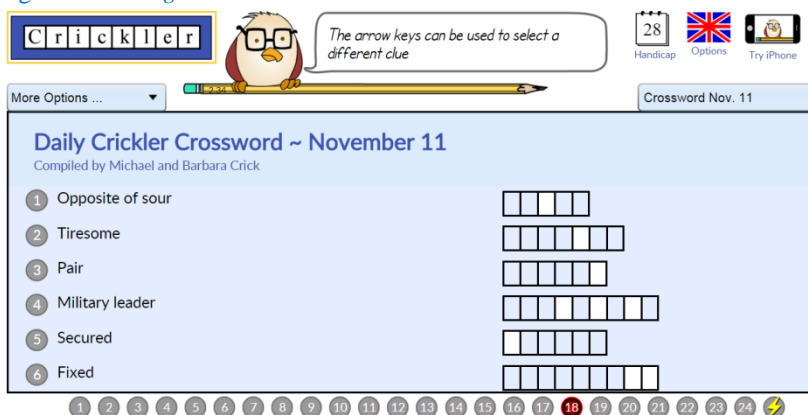 Crickler
The arrow keys can be used to select a
different clue
28
Handicap
Options
Try iPhone
More Options ...
2.34
Crossword Nov. 11
Daily Crickler Crossword ~ November 11
Compiled by Michael and Barbara Crick
1 Opposite of sour
2 Tiresome
3 Pair
4 Military leader
5 Secured
6 Fixed
1 2 3 4 5 6 7 8 9 10 11 12 13 14 15 16 17 18 19 20 21 22 23 24